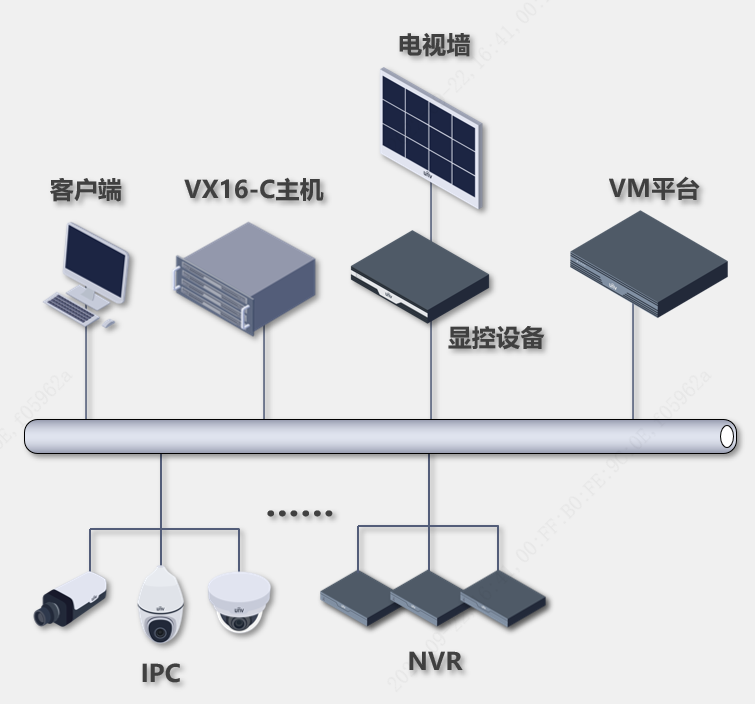 电视墙
客户端
VX16-C主机
VM平台
显控设备
......
IPC
NVR